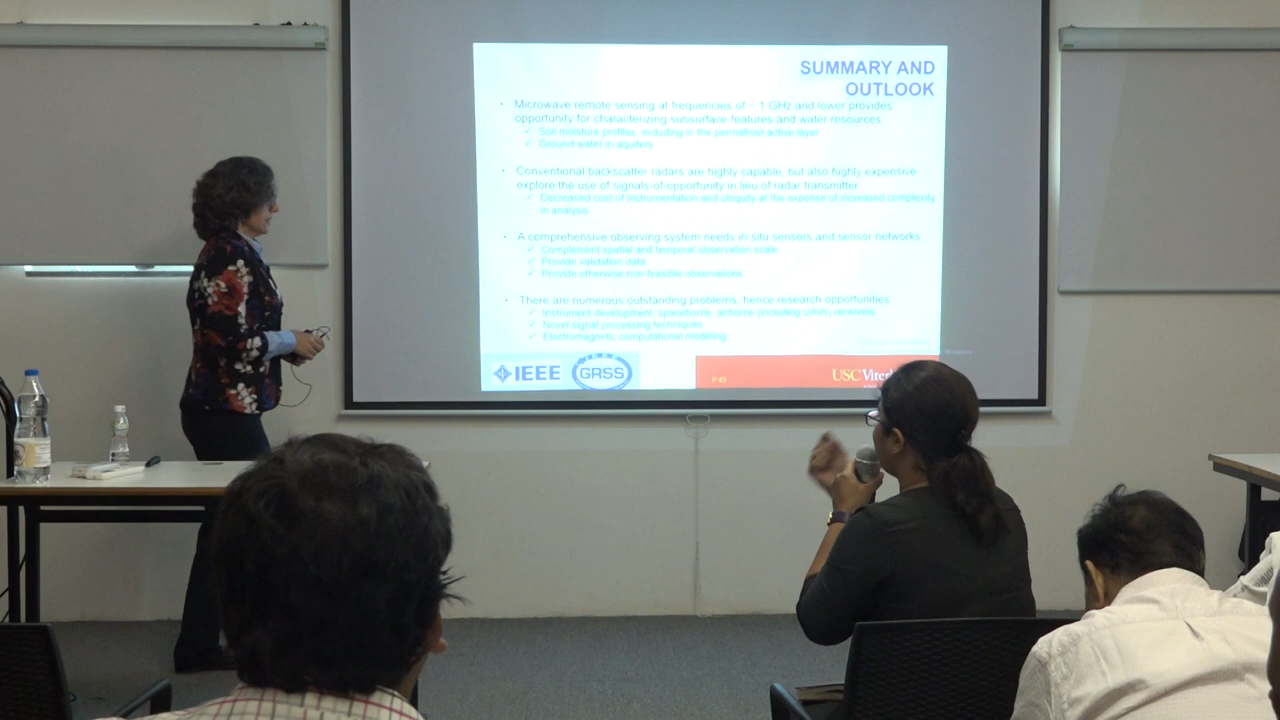 SUMMARY AND
OUTLOOK
• Microwave remote sensing at frequencies of ~ 1 GHz and lower provides
opportunity for characterizing subsurface features and water resources
✓ Soil moisture profiles, including in the permafrost active layer
✓ Ground water in aquifers
• Conventional backscatter radars are highly capable, but also highly expensive
explore the use of signals-of-opportunity in lieu of radar transmitter
✓ Decreased cost of instrumentation and ubiquity at the expense of increased complexity
in analysis
• A comprehensive observing system needs in-situ sensors and sensor networks
✓ Complement spatial and temporal observation scale
✓ Provide validation data
✓ Provide otherwise non-feasible observations
• There are numerous outstanding problems, hence research opportunities
✓ Instrument development, spaceborne, airborne (including UAVs) receivers
✓ Novel signal processing techniques
✓ Electromagnetic computational modeling
IEEE
GRSS
P45
USC